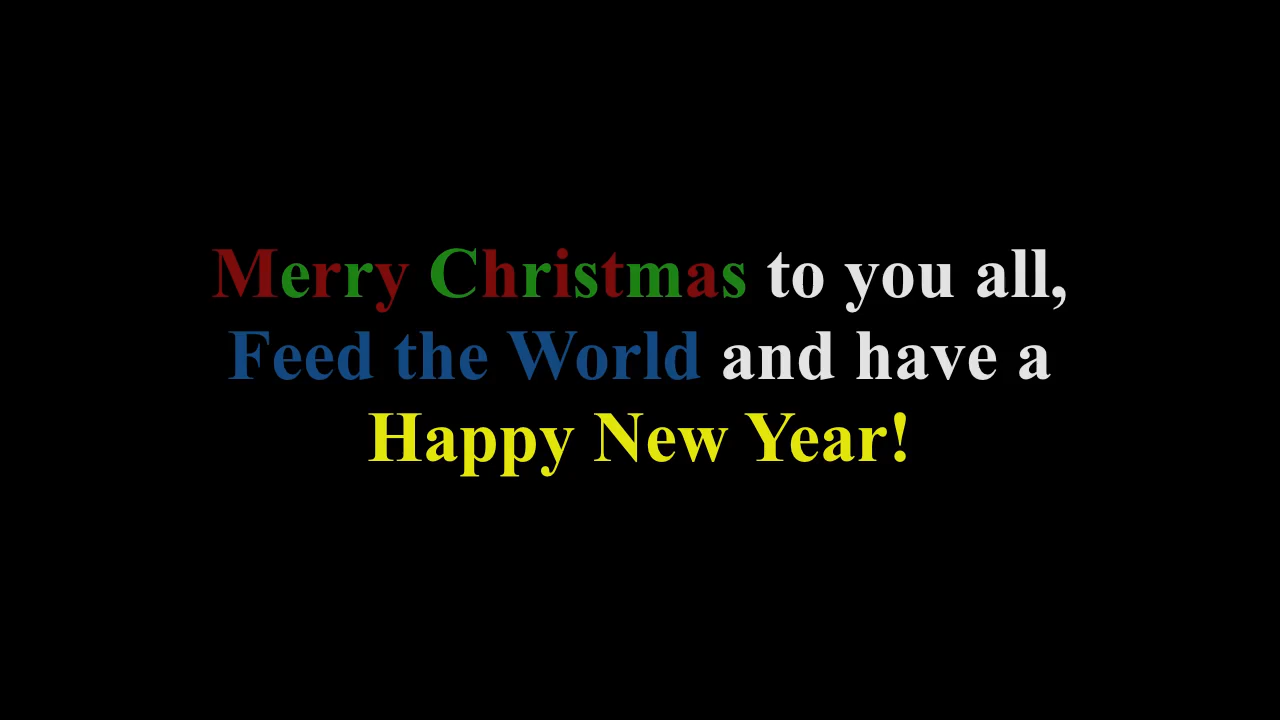 Merry Christmas to you all,
Feed the World and have a
Happy New Year!